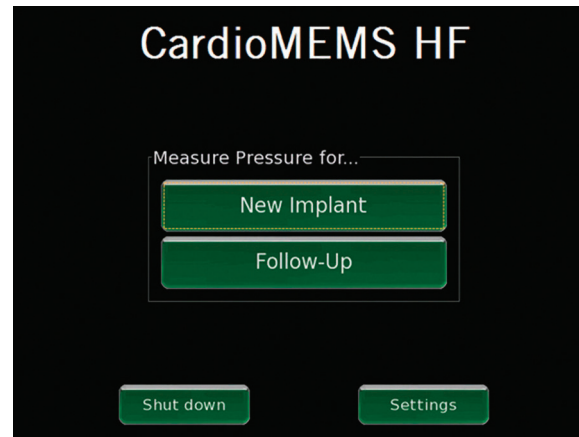 CardioMEMS HF
Measure Pressure for...
New Implant
Follow-Up
Shut down
Settings